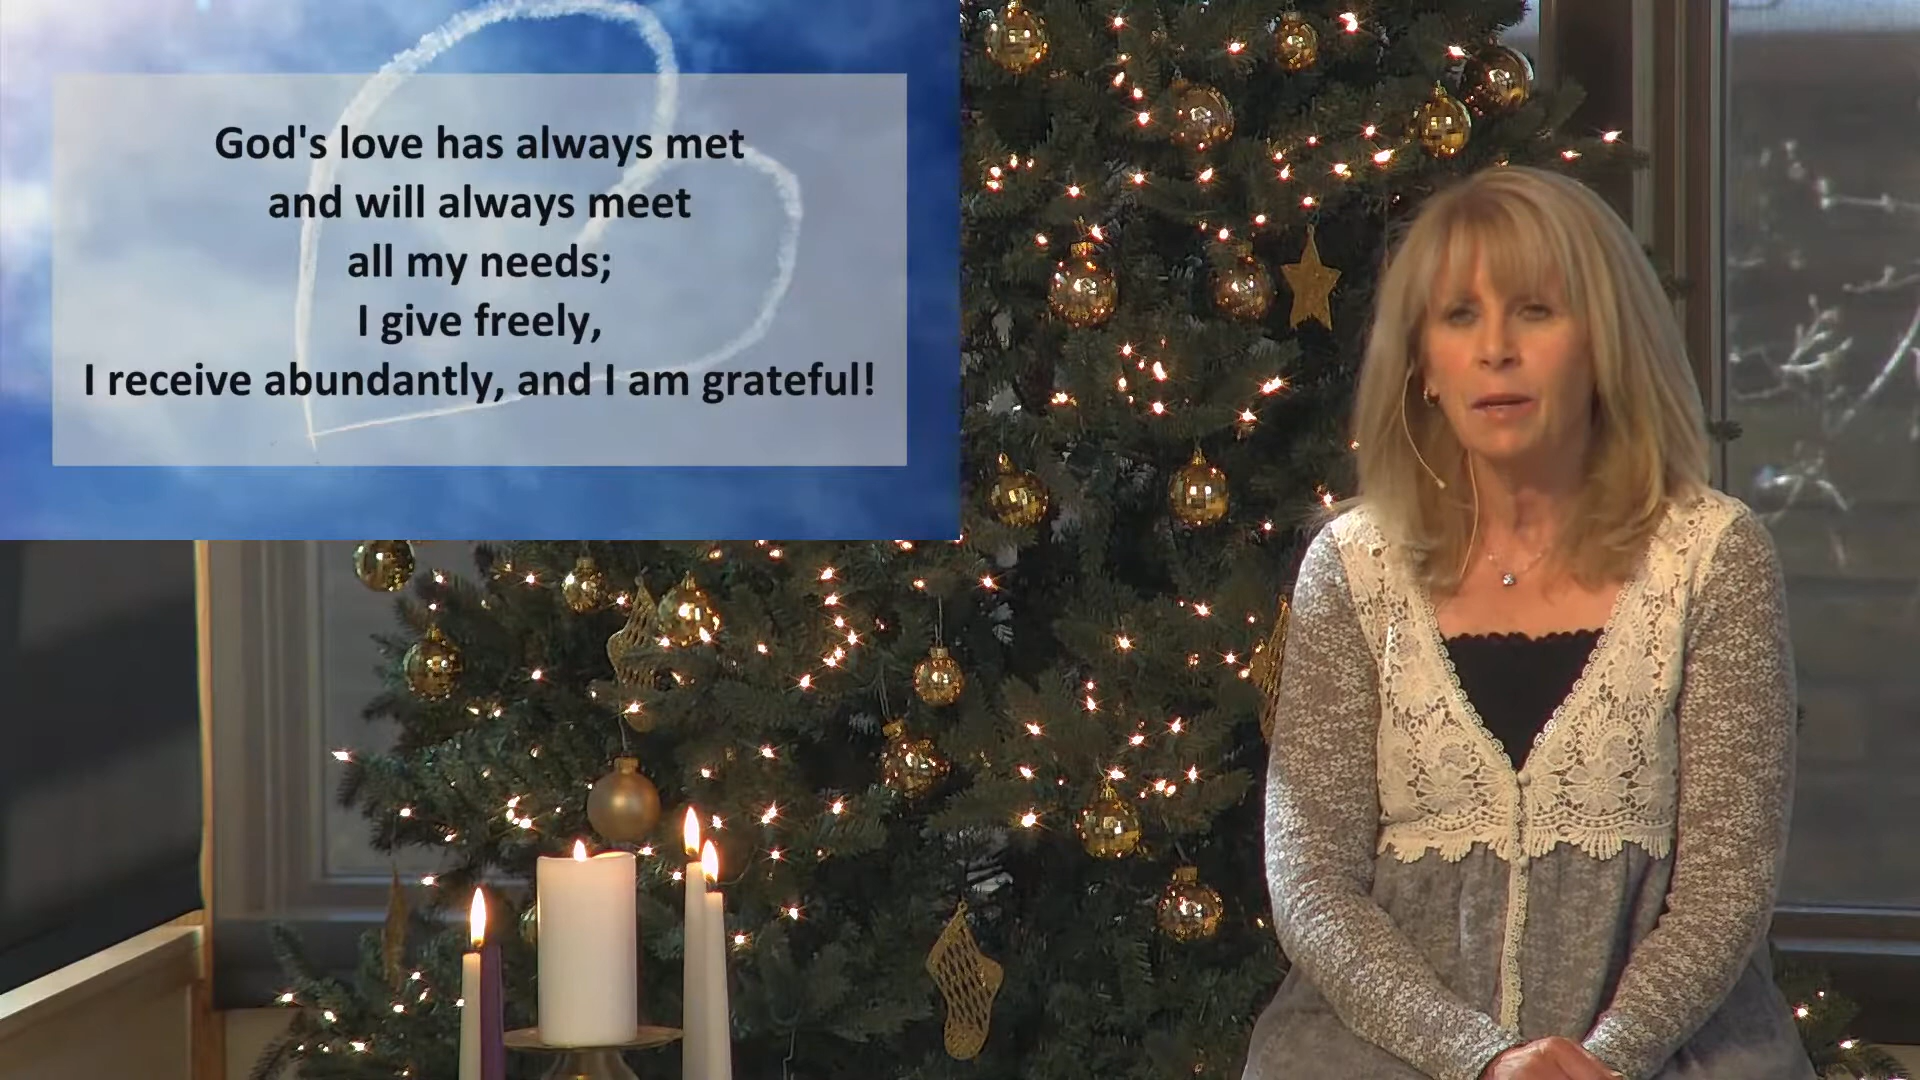 God's love has always met
and will always meet
all my needs;
I give freely,
I receive abundantly, and I am grateful!